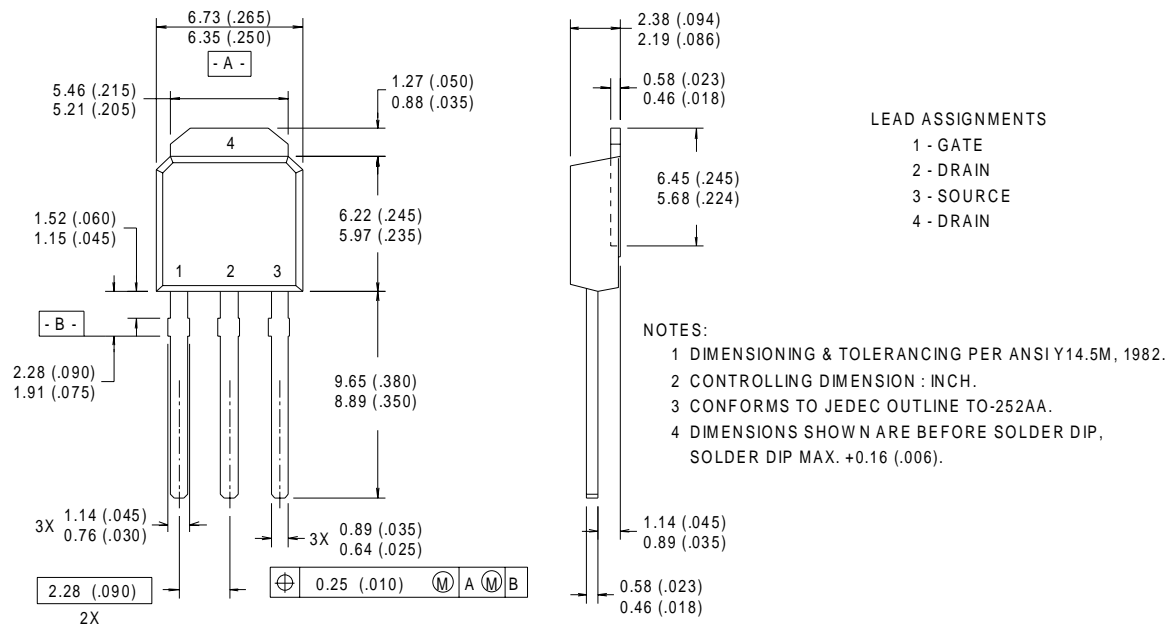 6.73 (.265)
6.35 (.250)
- A -
5.46 (.215)
5.21 (.205)
1.27 (.050)
0.88 (.035)
4
1.52 (.060)
1.15 (.045)
6.22 (.245)
5.97 (.235)
1 2 3
- B -
2.28 (.090)
1.91 (.075)
9.65 (.380)
8.89 (.350)
3X 1.14 (.045)
0.76 (.030)
3X 0.89 (.035)
0.64 (.025)
2.28 (.090)
2X
⌖ 0.25 (.010) Ⓜ A Ⓜ B
2.38 (.094)
2.19 (.086)
0.58 (.023)
0.46 (.018)
6.45 (.245)
5.68 (.224)
1.14 (.045)
0.89 (.035)
0.58 (.023)
0.46 (.018)
LEAD ASSIGNMENTS
1 - GATE
2 - DRAIN
3 - SOURCE
4 - DRAIN
NOTES:
1 DIMENSIONING & TOLERANCING PER ANSI Y14.5M, 1982.
2 CONTROLLING DIMENSION : INCH.
3 CONFORMS TO JEDEC OUTLINE TO-252AA.
4 DIMENSIONS SHOWN ARE BEFORE SOLDER DIP,
SOLDER DIP MAX. +0.16 (.006).